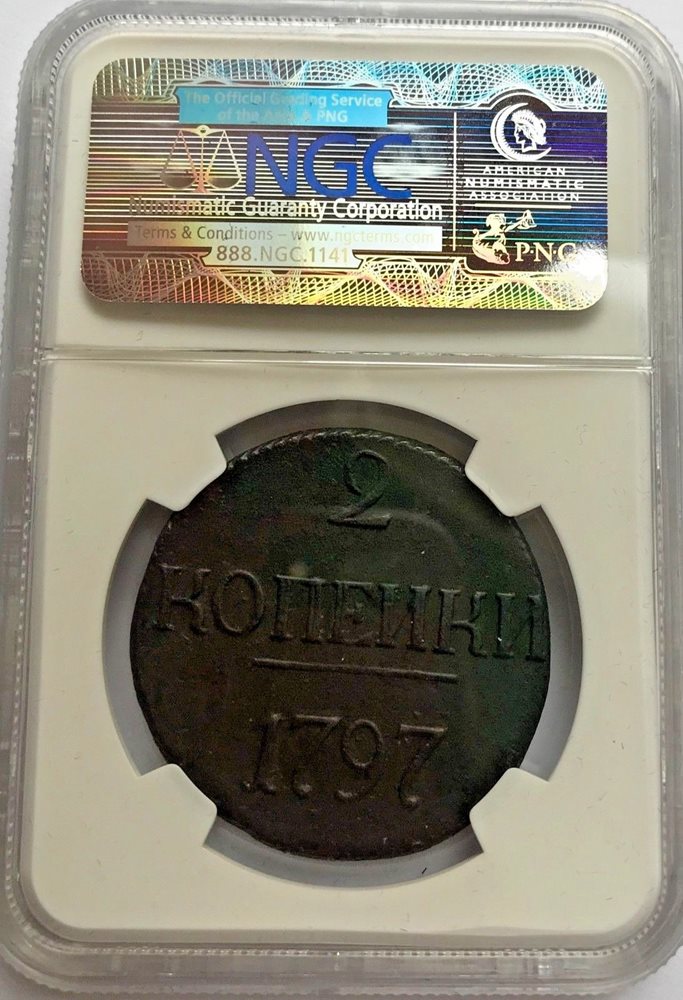 The Official Grading Service
of the ANA & PNG
NGC
Numismatic Guaranty Corporation
Terms & Conditions – www.ngcterms.com
888.NGC.1141
AMERICAN
NUMISMATIC
ASSOCIATION
PNG
2
КОПЕИКИ
1797